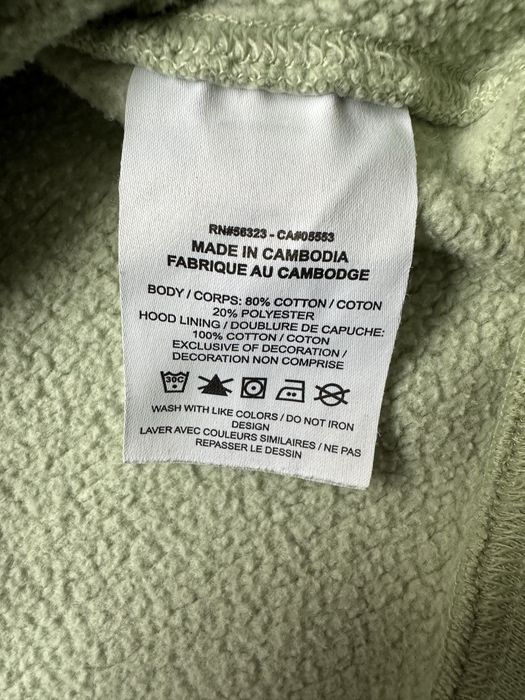 RN#56323 - CA#05553
MADE IN CAMBODIA
FABRIQUE AU CAMBODGE
BODY / CORPS: 80% COTTON / COTON
20% POLYESTER
HOOD LINING / DOUBLURE DE CAPUCHE:
100% COTTON / COTON
EXCLUSIVE OF DECORATION /
DECORATION NON COMPRISE
30C
WASH WITH LIKE COLORS / DO NOT IRON
DESIGN
LAVER AVEC COULEURS SIMILAIRES / NE PAS
REPASSER LE DESSIN